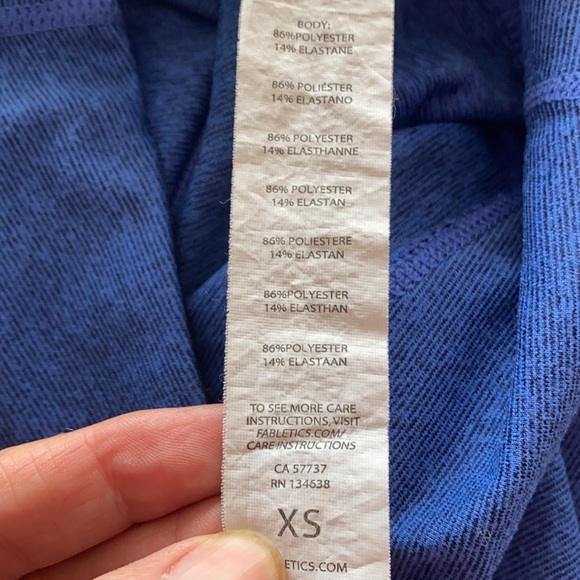 BODY:
86%POLYESTER
14% ELASTANE
86% POLIÉSTER
14% ELASTANO
86% POLYESTER
14% ELASTHANNE
86% POLYESTER
14% ELASTAN
86% POLIESTERE
14% ELASTAN
86%POLYESTER
14% ELASTHAN
86%POLYESTER
14% ELASTAAN
TO SEE MORE CARE
INSTRUCTIONS, VISIT
FABLETICS.COM/
CARE INSTRUCTIONS
CA 57737
RN 134638
XS
ETICS.COM